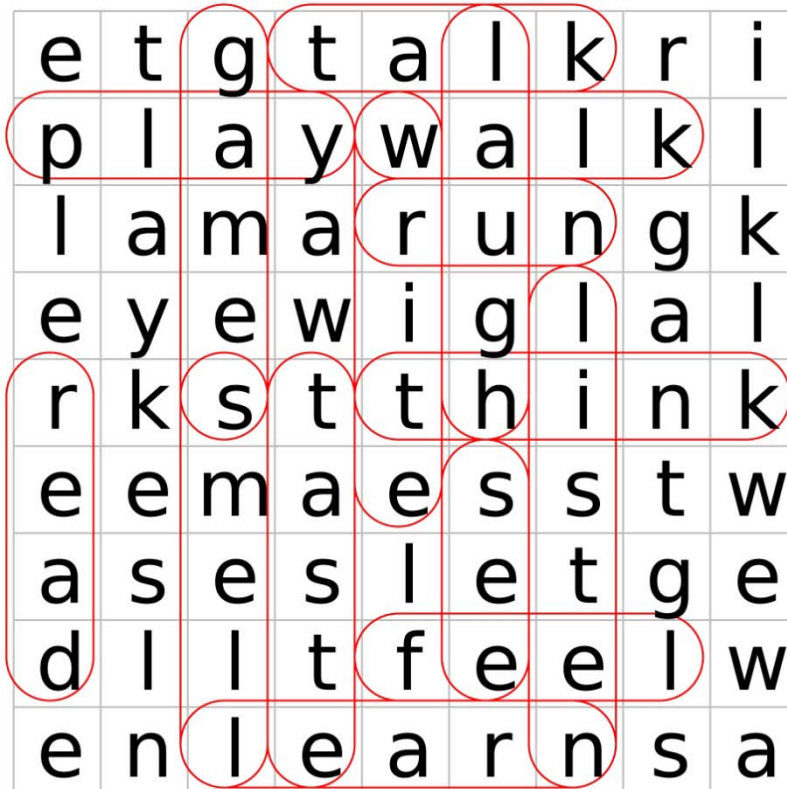 e t g t a l k r i
p l a y w a l k l
l a m a r u n g k
e y e w i g l a l
r k s t t h i n k
e e m a e s s t w
a s e s l e t g e
d l l t f e e l w
e n l e a r n s a